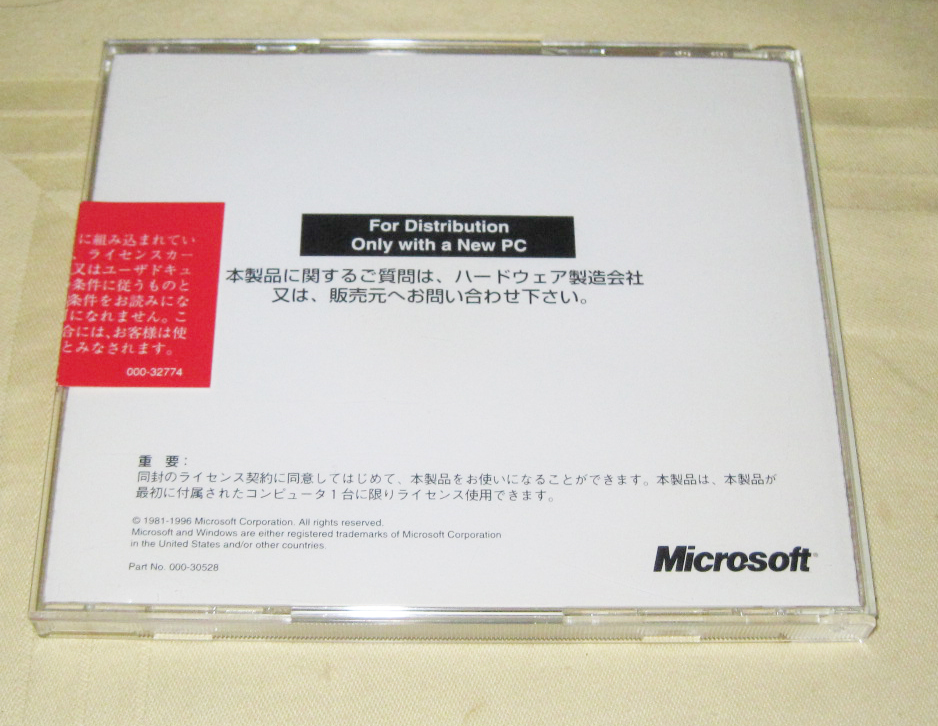 For Distribution
Only with a New PC
本製品に関するご質問は、ハードウェア製造会社
又は、販売元へお問い合わせ下さい。
に組み込まれてい
、ライセンスカー
又はユーザドキュ
条件に従うものと
条件をお読みにな
になれません。こ
合には、お客様は使
とみなされます。
000-32774
重 要：
同封のライセンス契約に同意してはじめて、本製品をお使いになることができます。本製品は、本製品が
最初に付属されたコンピュータ1台に限りライセンス使用できます。
© 1981-1996 Microsoft Corporation. All rights reserved.
Microsoft and Windows are either registered trademarks of Microsoft Corporation
in the United States and/or other countries.
Part No. 000-30528
Microsoft